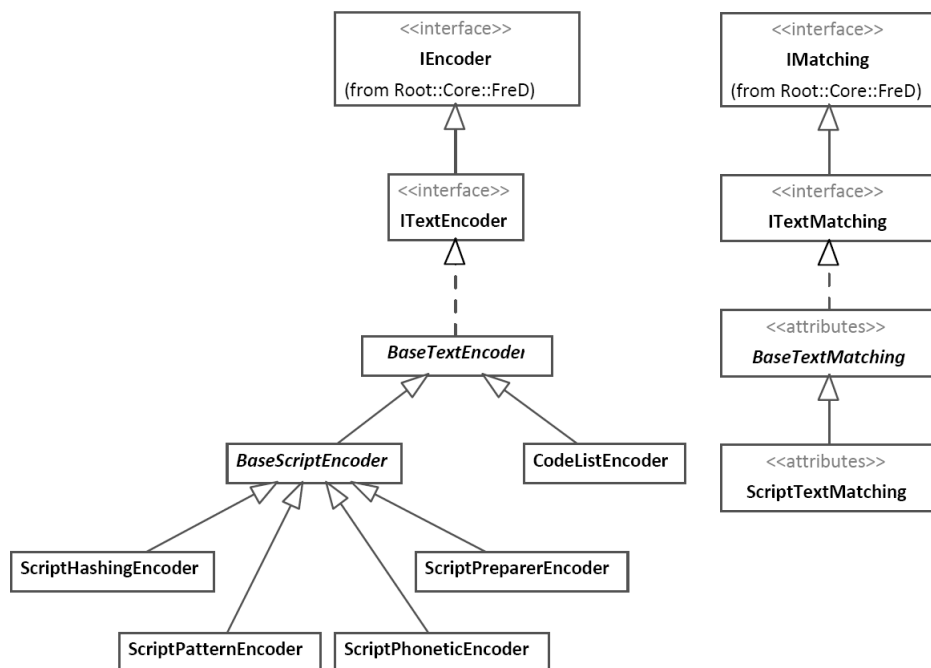 <<interface>>
IEncoder
(from Root::Core::FreD)
<<interface>>
ITextEncoder
BaseTextEncoder
BaseScriptEncoder
CodeListEncoder
ScriptHashingEncoder
ScriptPreparerEncoder
ScriptPatternEncoder
ScriptPhoneticEncoder
<<interface>>
IMatching
(from Root::Core::FreD)
<<interface>>
ITextMatching
<<attributes>>
BaseTextMatching
<<attributes>>
ScriptTextMatching